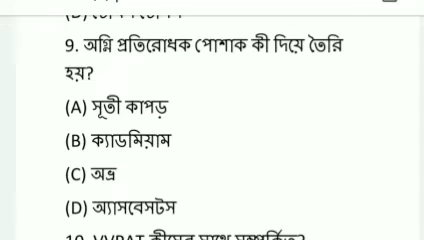 9. অগ্নি প্রতিরোধক পোশাক কী দিয়ে তৈরি
হয়?
(A) সূতী কাপড়
(B) ক্যাডমিয়াম
(C) অভ্র
(D) অ্যাসবেসটস